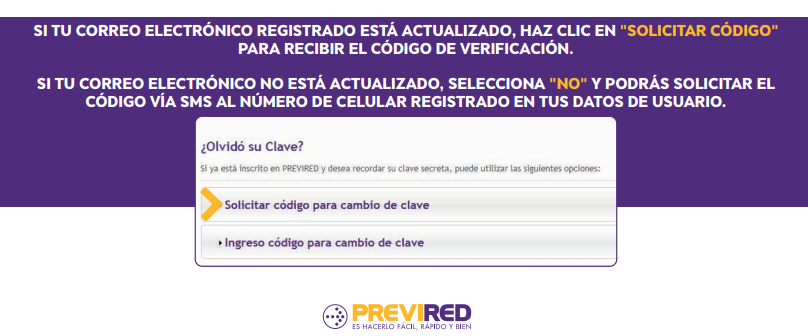 SI TU CORREO ELECTRÓNICO REGISTRADO ESTÁ ACTUALIZADO, HAZ CLIC EN "SOLICITAR CÓDIGO"
PARA RECIBIR EL CÓDIGO DE VERIFICACIÓN.
SI TU CORREO ELECTRÓNICO NO ESTÁ ACTUALIZADO, SELECCIONA "NO" Y PODRÁS SOLICITAR EL
CÓDIGO VÍA SMS AL NÚMERO DE CELULAR REGISTRADO EN TUS DATOS DE USUARIO.
¿Olvidó su Clave?
Si ya está inscrito en PREVIRED y desea recordar su clave secreta, puede utilizar las siguientes opciones:
Solicitar código para cambio de clave
Ingreso código para cambio de clave
PREVIRED
ES HACERLO FÁCIL, RÁPIDO Y BIEN